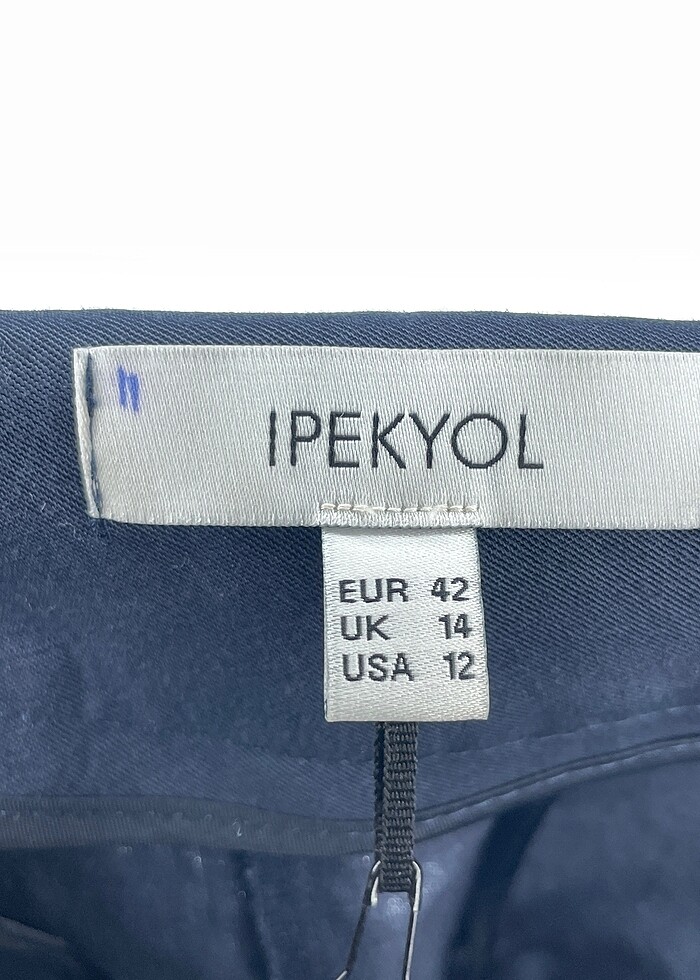 IPEKYOL
EUR 42
UK 14
USA 12